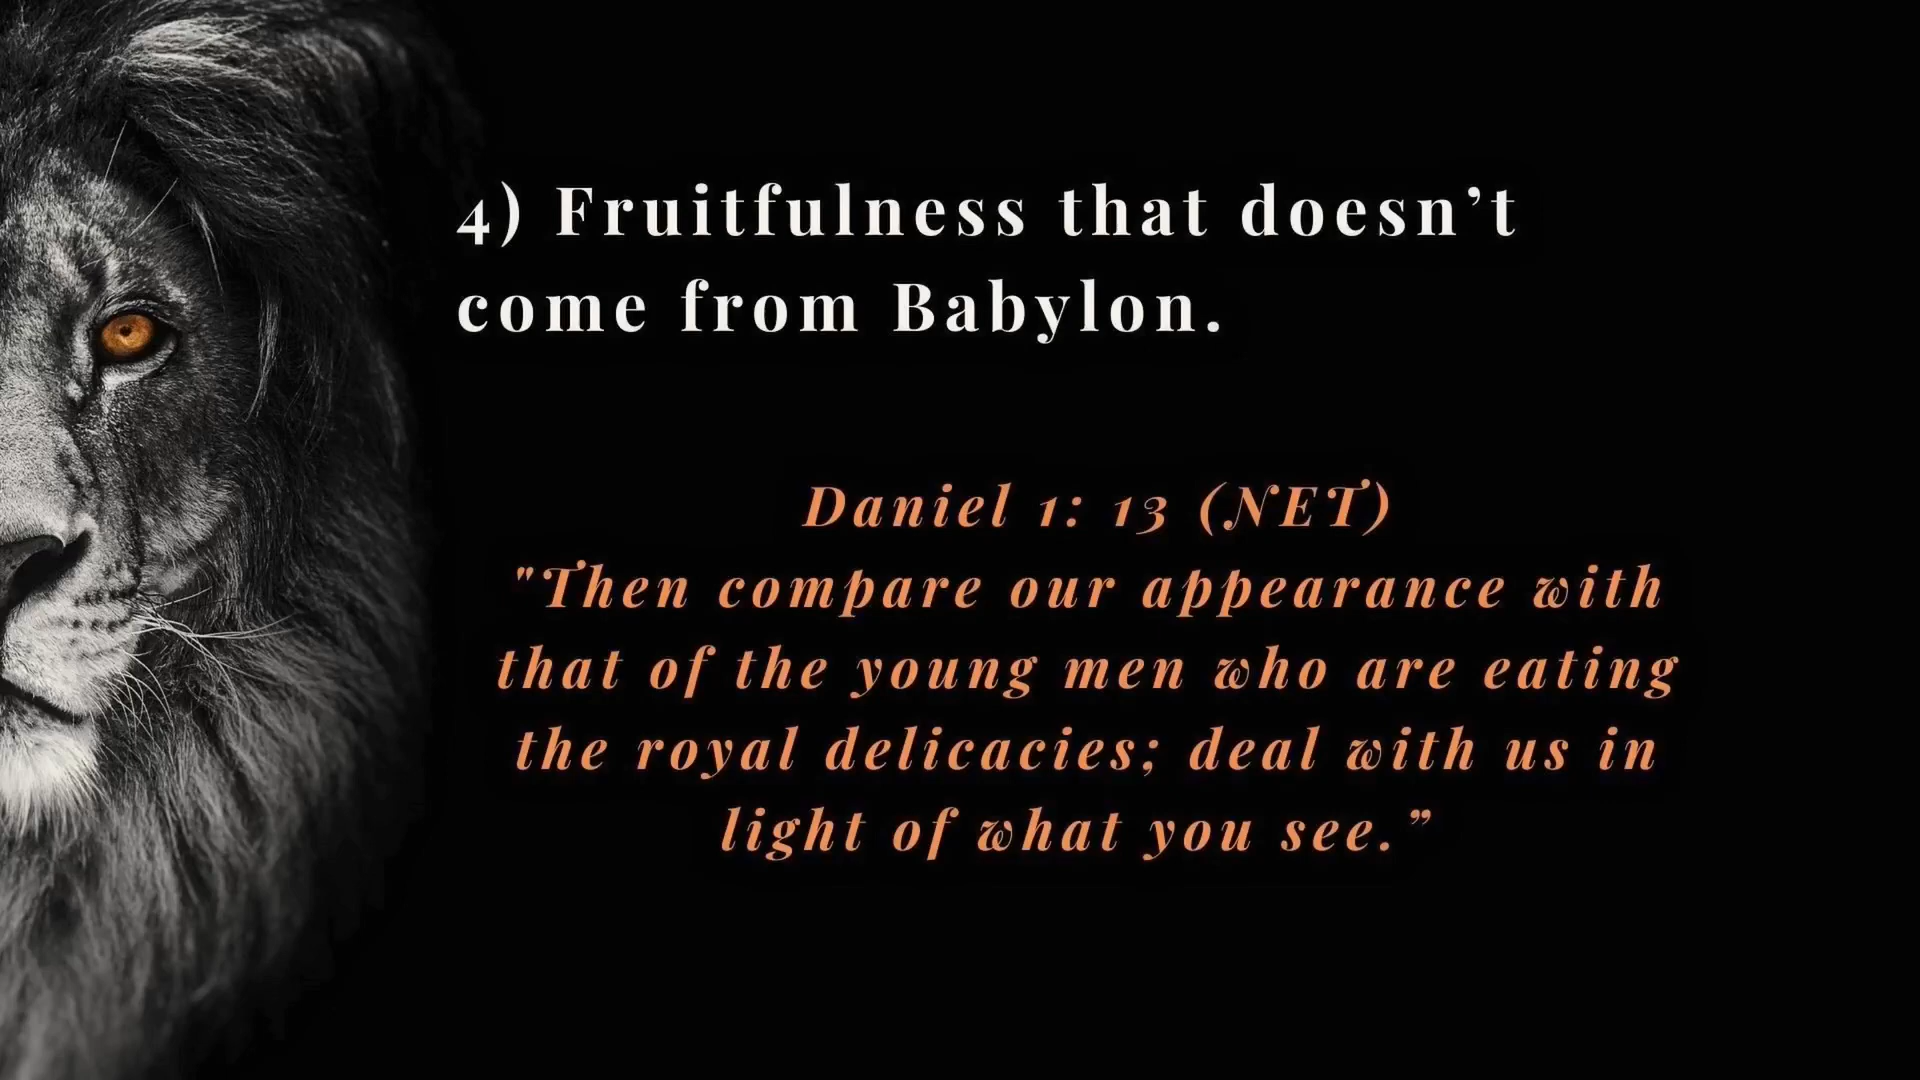 4) Fruitfulness that doesn’t
come from Babylon.
Daniel 1: 13 (NET)
"Then compare our appearance with
that of the young men who are eating
the royal delicacies; deal with us in
light of what you see.”